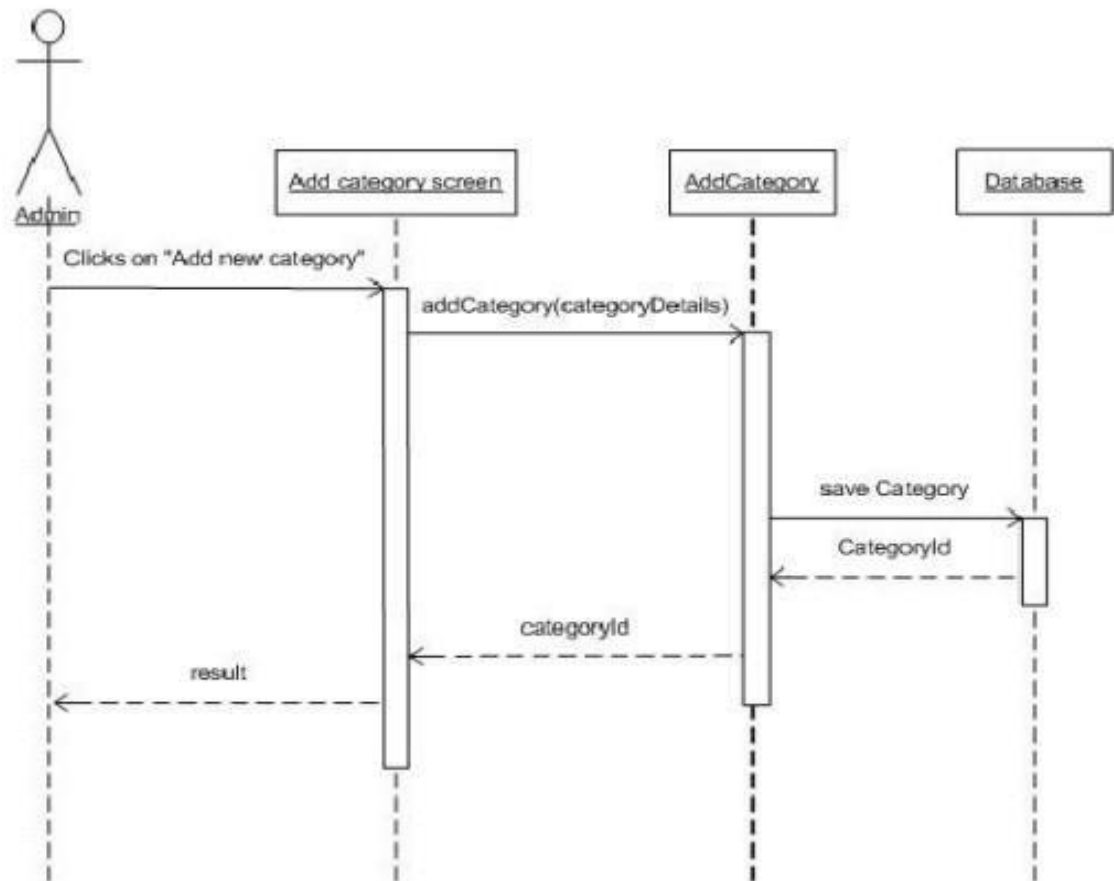 Add category screen
AddCategory
Database
Admin
Clicks on "Add new category"
addCategory(categoryDetails)
save Category
CategoryId
categoryId
result